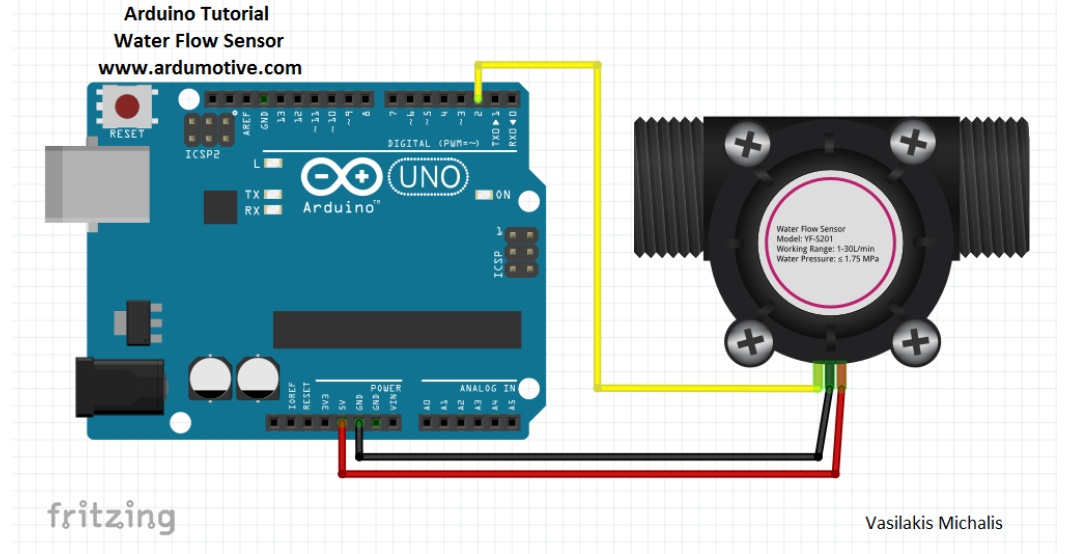 Arduino Tutorial
Water Flow Sensor
www.ardumotive.com
RESET
ICSP2
AREF
GND
13
12
~11
~10
~9
8
7
~6
~5
4
~3
2
TX0▶1
RX0◀0
DIGITAL (PWM=~)
L
TX
RX
Arduino™
UNO
ON
1
ICSP
Water Flow Sensor
Model: YF-S201
Working Range: 1-30L/min
Water Pressure: ≤ 1.75 MPa
IOREF
RESET
3V3
5V
GND
GND
VIN
POWER
ANALOG IN
A0
A1
A2
A3
A4
A5
fritzing
Vasilakis Michalis